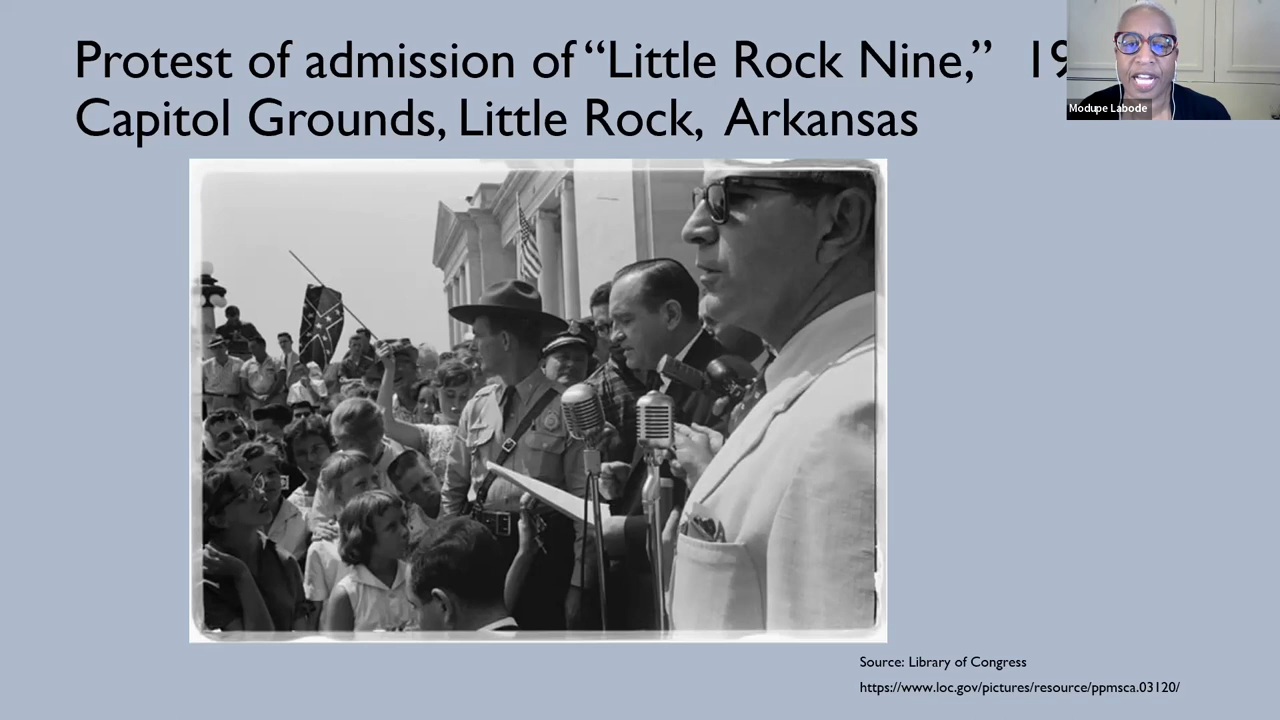 Protest of admission of “Little Rock Nine,” 19
Capitol Grounds, Little Rock, Arkansas
Modupe Labode
Source: Library of Congress
https://www.loc.gov/pictures/resource/ppmsca.03120/